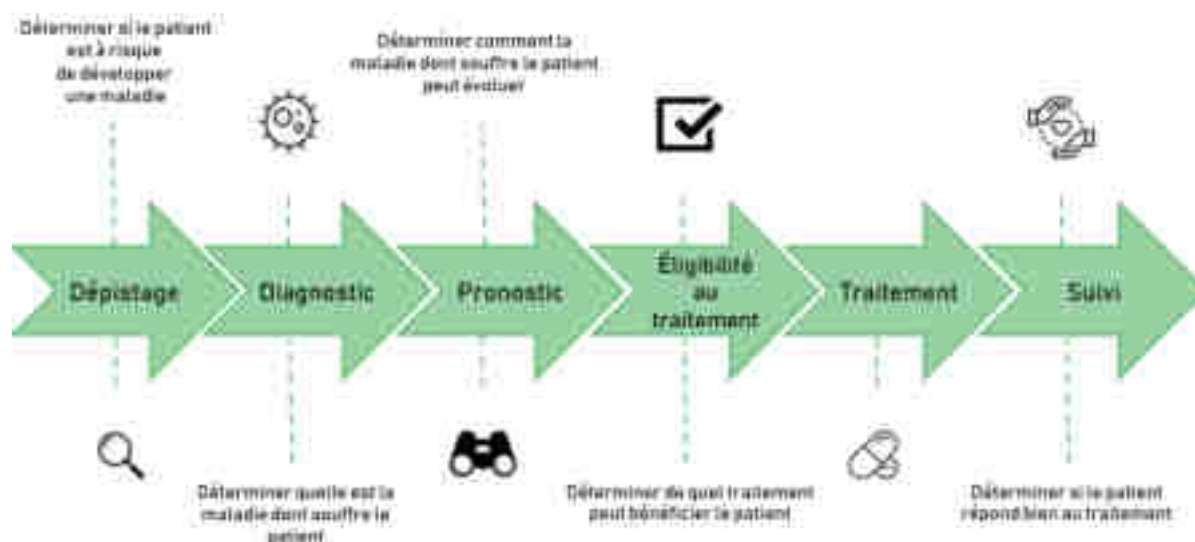 Déterminer si le patient
est à risque
de développer
une maladie
Déterminer comment la
maladie dont souffre le patient
peut évoluer
Dépistage
Diagnostic
Pronostic
Éligibilité
au
traitement
Traitement
Suivi
Déterminer quelle est la
maladie dont souffre le
patient
Déterminer de quel traitement
peut bénéficier le patient
Déterminer si le patient
répond bien au traitement